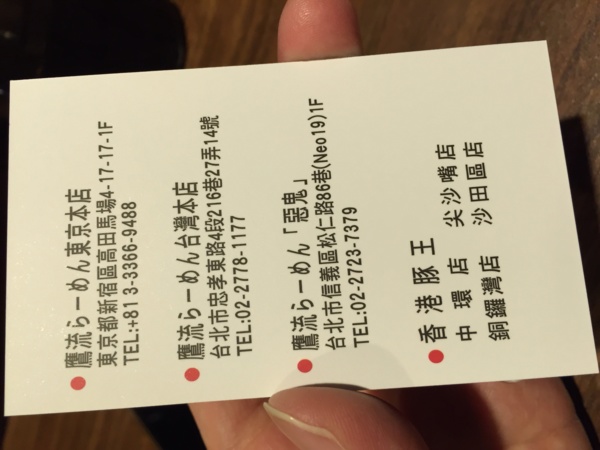 鷹流らーめん東京本店
東京都新宿區高田馬場4-17-17-1F
TEL:+81 3-3366-9488
鷹流らーめん台灣本店
台北市忠孝東路4段216巷27弄14號
TEL:02-2778-1177
鷹流らーめん「惡鬼」
台北市信義區松仁路86巷(Neo19)1F
TEL:02-2723-7379
香港豚王
中環店 尖沙嘴店
銅鑼灣店 沙田區店